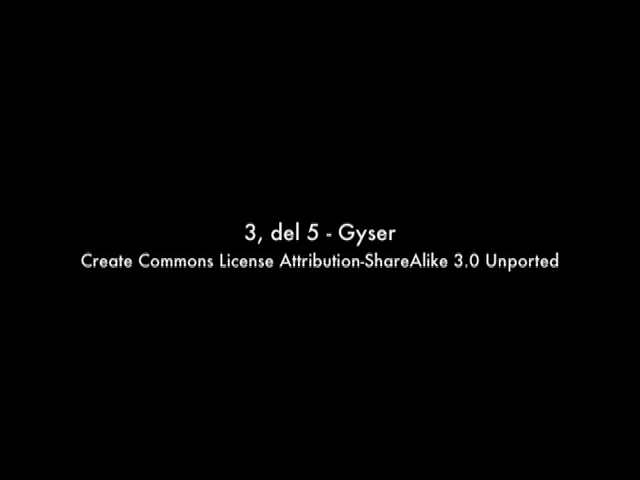 3, del 5 - Gyser
Create Commons License Attribution-ShareAlike 3.0 Unported